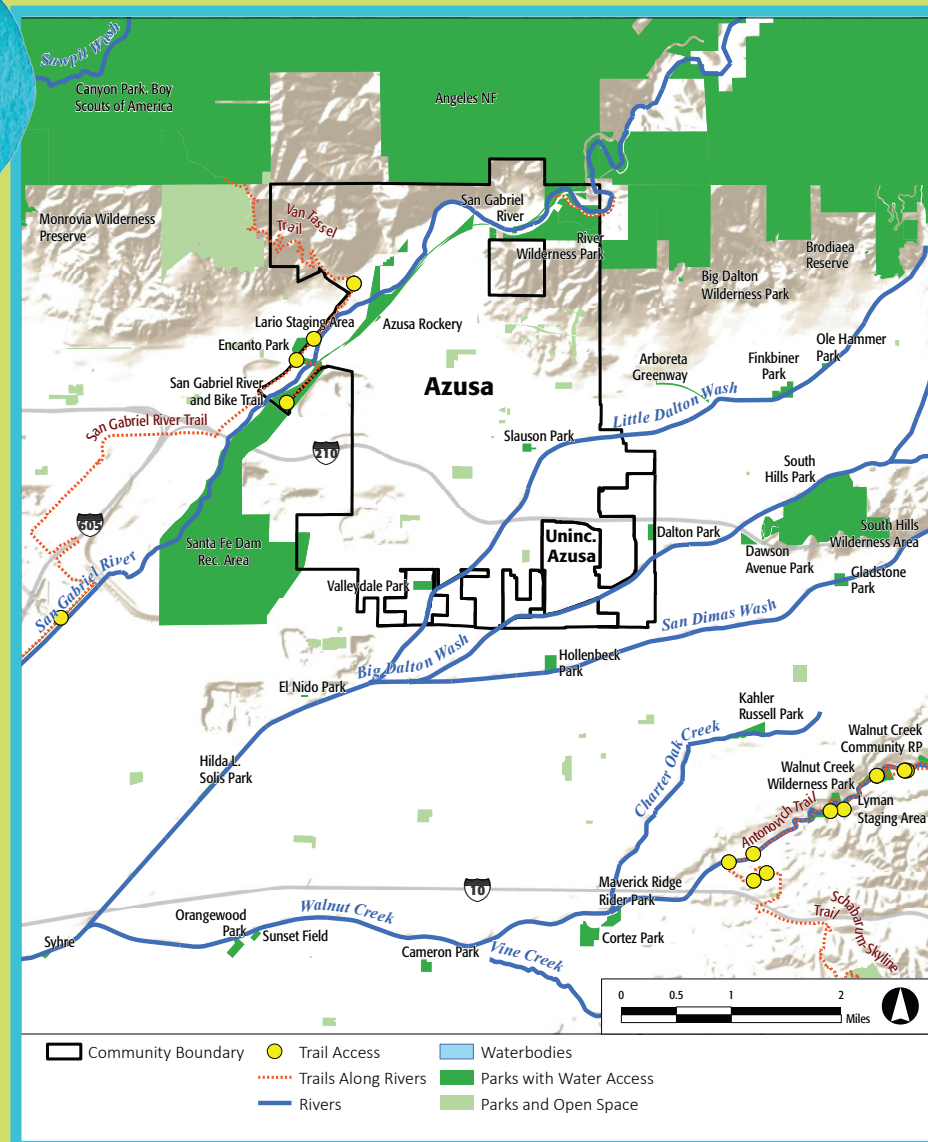 Sawpit Wash
Canyon Park, Boy
Scouts of America
Angeles NF
San Gabriel
River
Van Tassel
Trail
Monrovia Wilderness
Preserve
River
Wilderness Park
Brodiaea
Reserve
Big Dalton
Wilderness Park
Lario Staging Area
Azusa Rockery
Encanto Park
Ole Hammer
Park
Arboreta
Greenway
Finkbiner
Park
San Gabriel River
and Bike Trail
Azusa
Little Dalton Wash
San Gabriel River Trail
Slauson Park
210
South
Hills Park
605
Santa Fe Dam
Rec. Area
Uninc.
Azusa
Dalton Park
South Hills
Wilderness Area
Dawson
Avenue Park
Gladstone
Park
Valleydale Park
San Gabriel River
San Dimas Wash
Big Dalton Wash
Hollenbeck
Park
El Nido Park
Kahler
Russell Park
Charter Oak Creek
Walnut Creek
Community RP
Hilda L.
Solis Park
Walnut Creek
Wilderness Park
Lyman
Staging Area
Antonovich Trail
10
Maverick Ridge
Rider Park
Schabarum-Skyline
Trail
Walnut Creek
Orangewood
Park
Sunset Field
Syhre
Cortez Park
Cameron Park
Vine Creek
0 0.5 1 2
Miles
Community Boundary
Trail Access
Waterbodies
Trails Along Rivers
Parks with Water Access
Rivers
Parks and Open Space